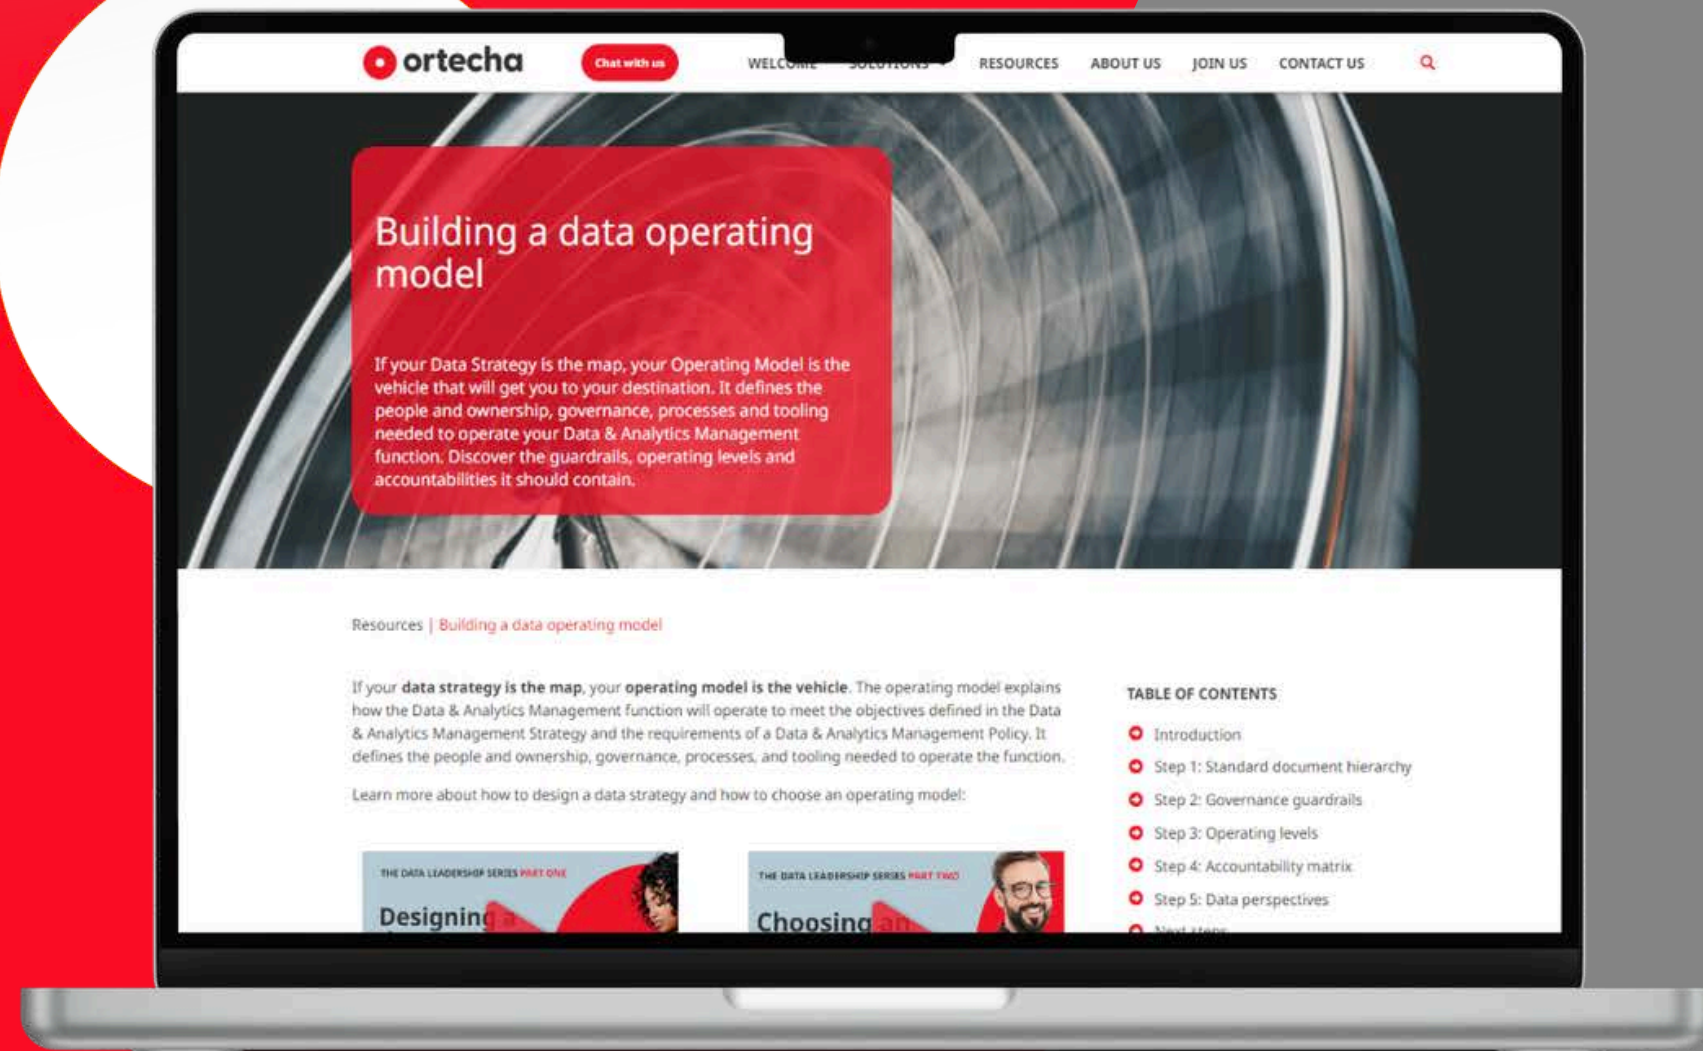 ortecha
Chat with us
WELCOME SOLUTIONS RESOURCES ABOUT US JOIN US CONTACT US
Building a data operating
model
If your Data Strategy is the map, your Operating Model is the
vehicle that will get you to your destination. It defines the
people and ownership, governance, processes and tooling
needed to operate your Data & Analytics Management
function. Discover the guardrails, operating levels and
accountabilities it should contain.
Resources | Building a data operating model
If your data strategy is the map, your operating model is the vehicle. The operating model explains
how the Data & Analytics Management function will operate to meet the objectives defined in the Data
& Analytics Management Strategy and the requirements of a Data & Analytics Management Policy. It
defines the people and ownership, governance, processes, and tooling needed to operate the function.
Learn more about how to design a data strategy and how to choose an operating model:
THE DATA LEADERSHIP SERIES PART ONE
Designing a
THE DATA LEADERSHIP SERIES PART TWO
Choosing an
TABLE OF CONTENTS
Introduction
Step 1: Standard document hierarchy
Step 2: Governance guardrails
Step 3: Operating levels
Step 4: Accountability matrix
Step 5: Data perspectives
Next steps